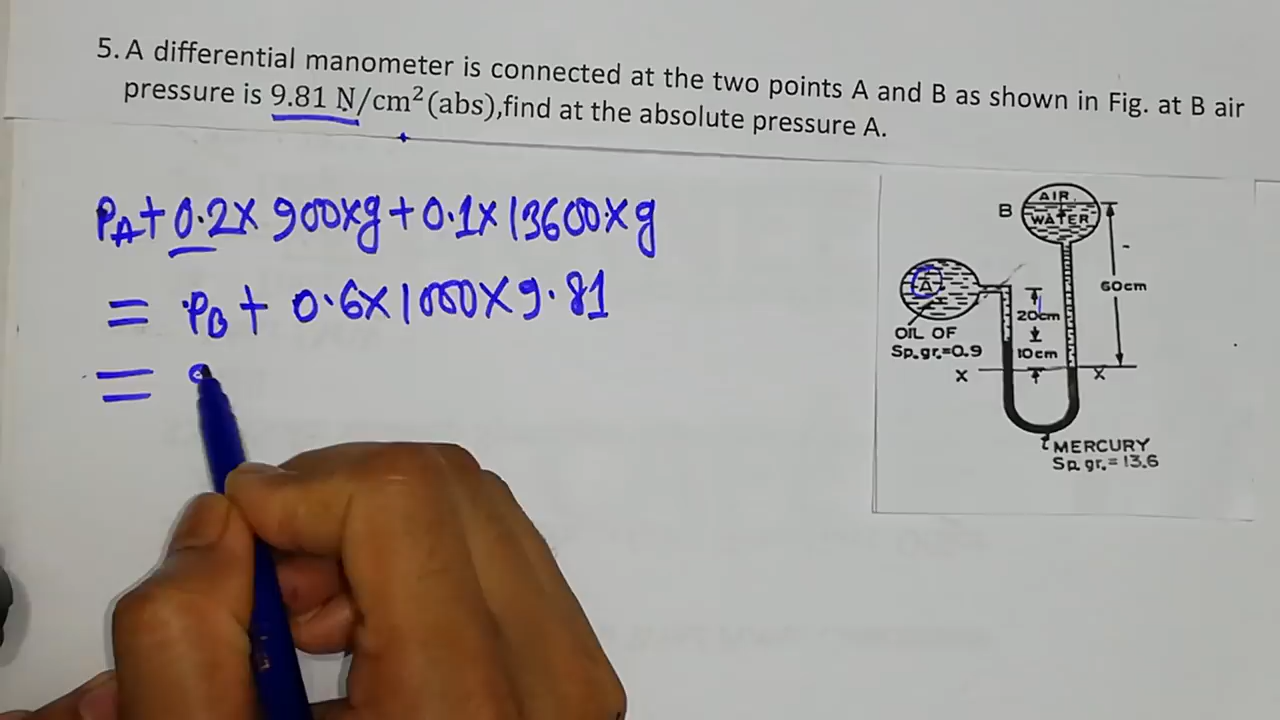 5. A differential manometer is connected at the two points A and B as shown in Fig. at B air
pressure is 9.81 N/cm²(abs),find at the absolute pressure A.
PA + 0.2 × 900×g + 0.1 × 13600×g
= PB + 0.6 × 1000 × 9.81
= 9
B
AIR
WATER
A
60cm
20cm
OIL OF
Sp.gr.=0.9
10cm
X
X
MERCURY
Sp. gr. = 13.6